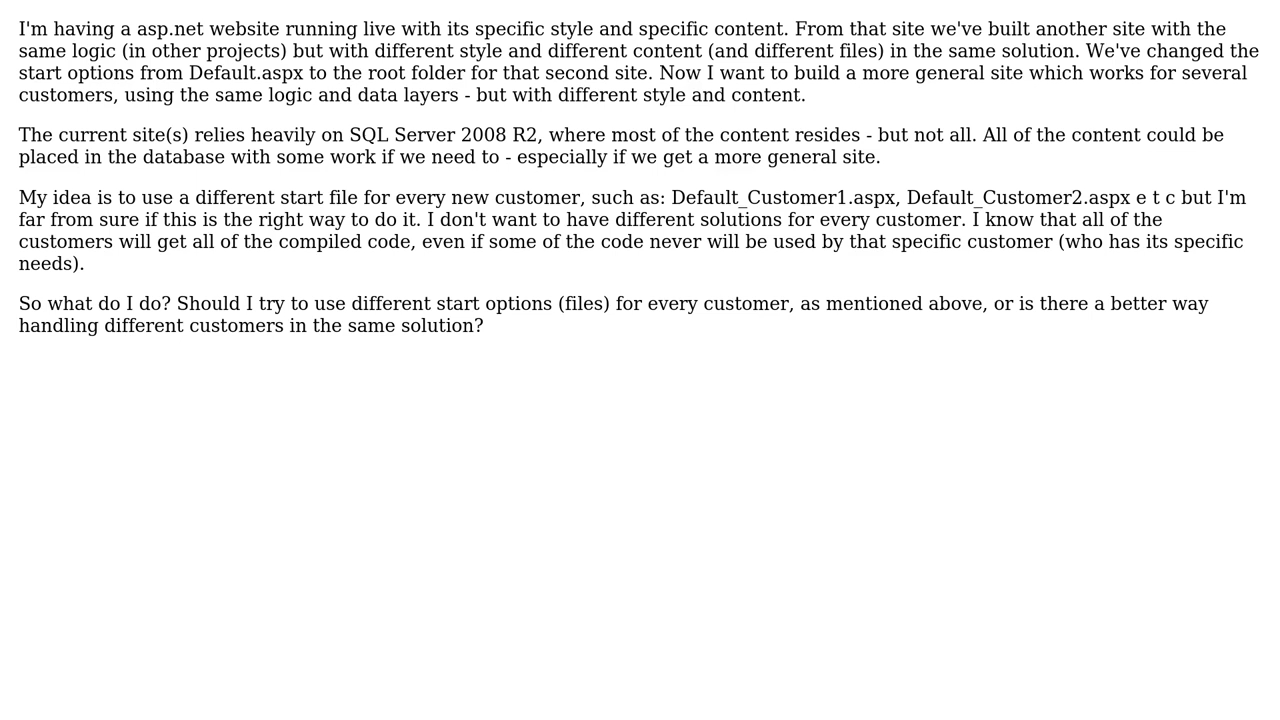 I'm having a asp.net website running live with its specific style and specific content. From that site we've built another site with the
same logic (in other projects) but with different style and different content (and different files) in the same solution. We've changed the
start options from Default.aspx to the root folder for that second site. Now I want to build a more general site which works for several
customers, using the same logic and data layers - but with different style and content.
The current site(s) relies heavily on SQL Server 2008 R2, where most of the content resides - but not all. All of the content could be
placed in the database with some work if we need to - especially if we get a more general site.
My idea is to use a different start file for every new customer, such as: Default_Customer1.aspx, Default_Customer2.aspx e t c but I'm
far from sure if this is the right way to do it. I don't want to have different solutions for every customer. I know that all of the
customers will get all of the compiled code, even if some of the code never will be used by that specific customer (who has its specific
needs).
So what do I do? Should I try to use different start options (files) for every customer, as mentioned above, or is there a better way
handling different customers in the same solution?